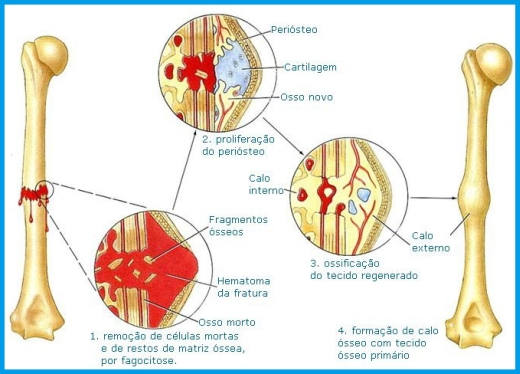 Periósteo
Cartilagem
Osso novo
2. proliferação
do periósteo
Calo
interno
Fragmentos
ósseos
Hematoma
da fratura
Osso morto
1. remoção de células mortas
e de restos de matriz óssea,
por fagocitose.
Calo
externo
3. ossificação
do tecido regenerado
4. formação de calo
ósseo com tecido
ósseo primário